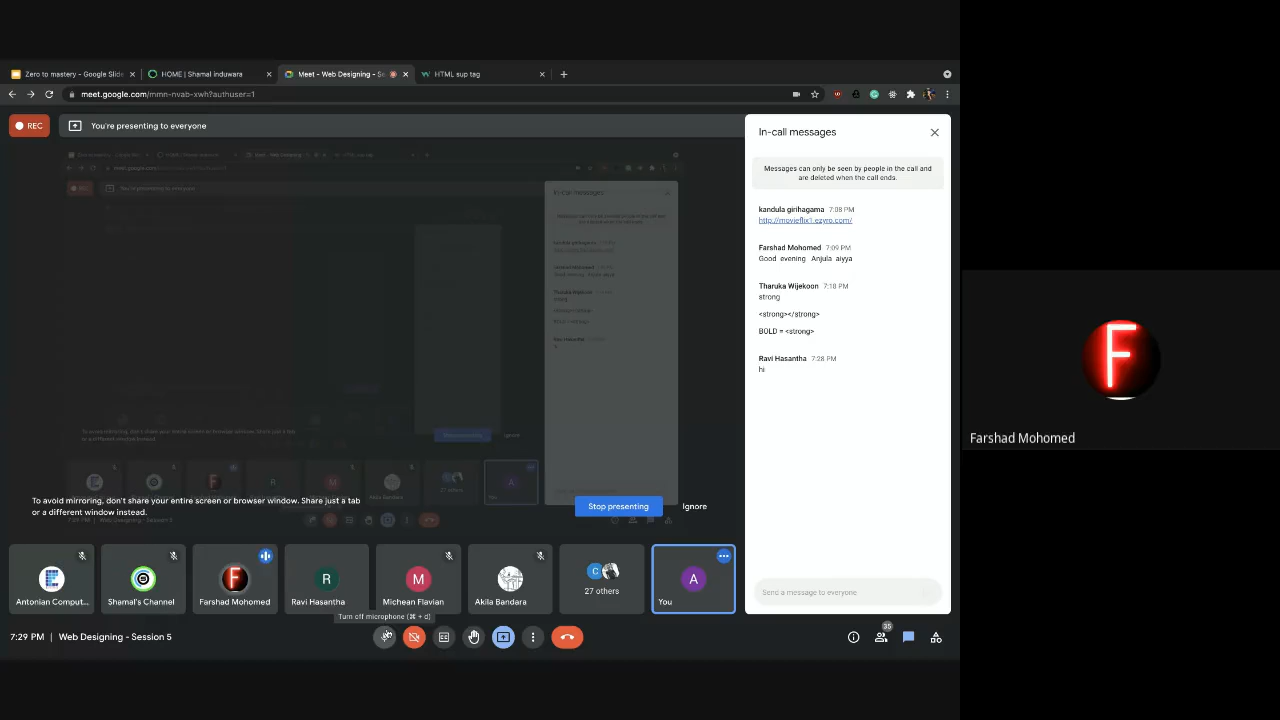 Zero to mastery - Google Slide
HOME | Shamal induwara
Meet - Web Designing - Se
HTML sup tag
meet.google.com/mmn-nvab-xwh?authuser=1
REC
You're presenting to everyone
In-call messages
Messages can only be seen by people in the call and
are deleted when the call ends.
kandula girihagama 7:08 PM
http://movieflix1.ezyro.com/
Farshad Mohomed 7:09 PM
Good evening Anjula aiyya
Tharuka Wijekoon 7:18 PM
strong
<strong></strong>
BOLD = <strong>
Ravi Hasantha 7:28 PM
hi
Send a message to everyone
To avoid mirroring, don't share your entire screen or browser window. Share just a tab
or a different window instead.
Stop presenting
Ignore
Antonian Comput...
Shamal's Channel
F
Farshad Mohomed
R
Ravi Hasantha
M
Michean Flavian
Akila Bandara
C
27 others
A
You
Turn off microphone (⌘ + d)
7:29 PM | Web Designing - Session 5
35
F
Farshad Mohomed